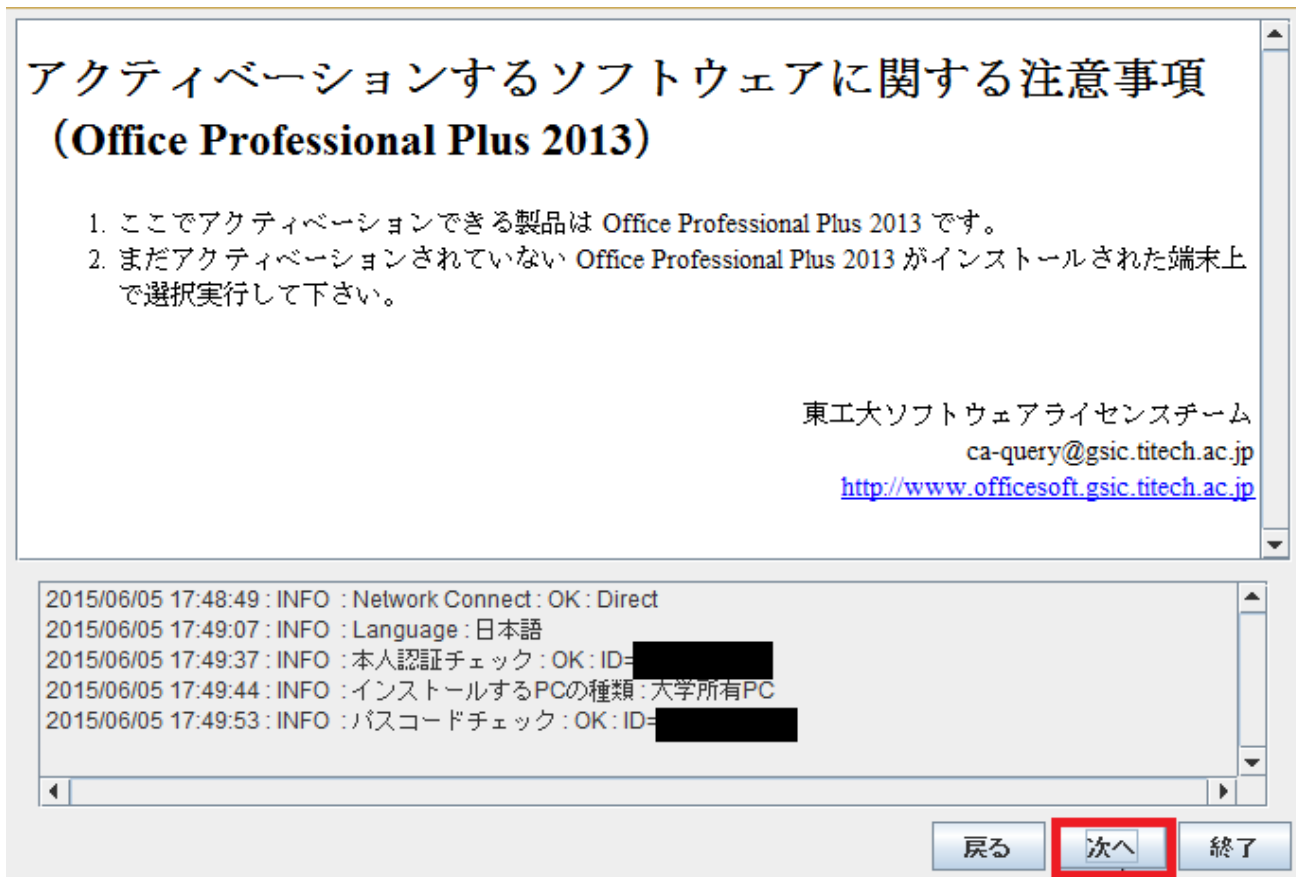 アクティベーションするソフトウェアに関する注意事項
（Office Professional Plus 2013）
1. ここでアクティベーションできる製品は Office Professional Plus 2013 です。
2. まだアクティベーションされていない Office Professional Plus 2013 がインストールされた端末上
で選択実行して下さい。
東工大ソフトウェアライセンスチーム
ca-query@gsic.titech.ac.jp
http://www.officesoft.gsic.titech.ac.jp
2015/06/05 17:48:49 : INFO : Network Connect : OK : Direct
2015/06/05 17:49:07 : INFO : Language : 日本語
2015/06/05 17:49:37 : INFO : 本人認証チェック : OK : ID=
2015/06/05 17:49:44 : INFO : インストールするPCの種類 : 大学所有PC
2015/06/05 17:49:53 : INFO : パスコードチェック : OK : ID=
戻る 次へ 終了